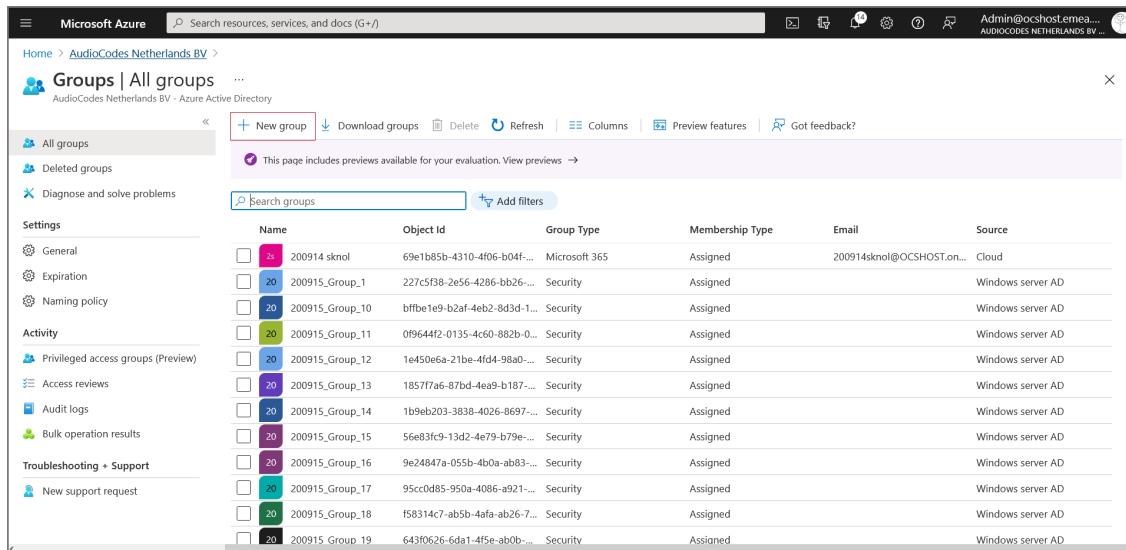 Microsoft Azure
Search resources, services, and docs (G+/)
14
Admin@ocshost.emea....
AUDIOCODES NETHERLANDS BV ...
Home > AudioCodes Netherlands BV >
Groups | All groups ...
AudioCodes Netherlands BV - Azure Active Directory
New group
Download groups
Delete
Refresh
Columns
Preview features
Got feedback?
This page includes previews available for your evaluation. View previews →
All groups
Deleted groups
Diagnose and solve problems
Settings
General
Expiration
Naming policy
Activity
Privileged access groups (Preview)
Access reviews
Audit logs
Bulk operation results
Troubleshooting + Support
New support request
Search groups
Add filters
Name Object Id Group Type Membership Type Email Source
2s 200914 sknol 69e1b85b-4310-4f06-b04f-... Microsoft 365 Assigned 200914sknol@OCSHOST.on... Cloud
20 200915_Group_1 227c5f38-2e56-4286-bb26-... Security Assigned Windows server AD
20 200915_Group_10 bffbe1e9-b2af-4eb2-8d3d-1... Security Assigned Windows server AD
20 200915_Group_11 0f9644f2-0135-4c60-882b-0... Security Assigned Windows server AD
20 200915_Group_12 1e450e6a-21be-4fd4-98a0-... Security Assigned Windows server AD
20 200915_Group_13 1857f7a6-87bd-4ea9-b187-... Security Assigned Windows server AD
20 200915_Group_14 1b9eb203-3838-4026-8697-... Security Assigned Windows server AD
20 200915_Group_15 56e83fc9-13d2-4e79-b79e-... Security Assigned Windows server AD
20 200915_Group_16 9e24847a-055b-4b0a-ab83-... Security Assigned Windows server AD
20 200915_Group_17 95cc0d85-950a-4086-a921-... Security Assigned Windows server AD
20 200915_Group_18 f58314c7-ab5b-4afa-ab26-7... Security Assigned Windows server AD
20 200915_Group_19 643f0626-6da1-4f5e-ab0b-... Security Assigned Windows server AD